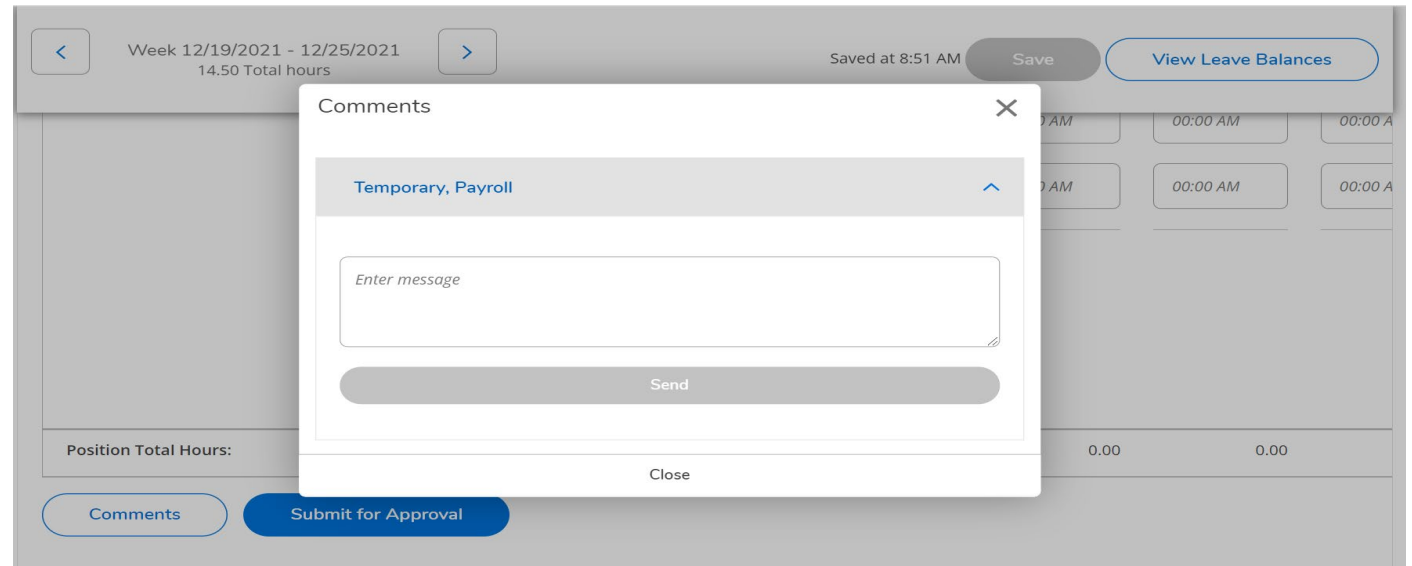 Week 12/19/2021 - 12/25/2021
14.50 Total hours
Saved at 8:51 AM
Save
View Leave Balances
Comments
AM
00:00 AM
00:00 A
Temporary, Payroll
AM
00:00 AM
00:00 A
Enter message
Send
Position Total Hours:
0.00
0.00
Close
Comments
Submit for Approval